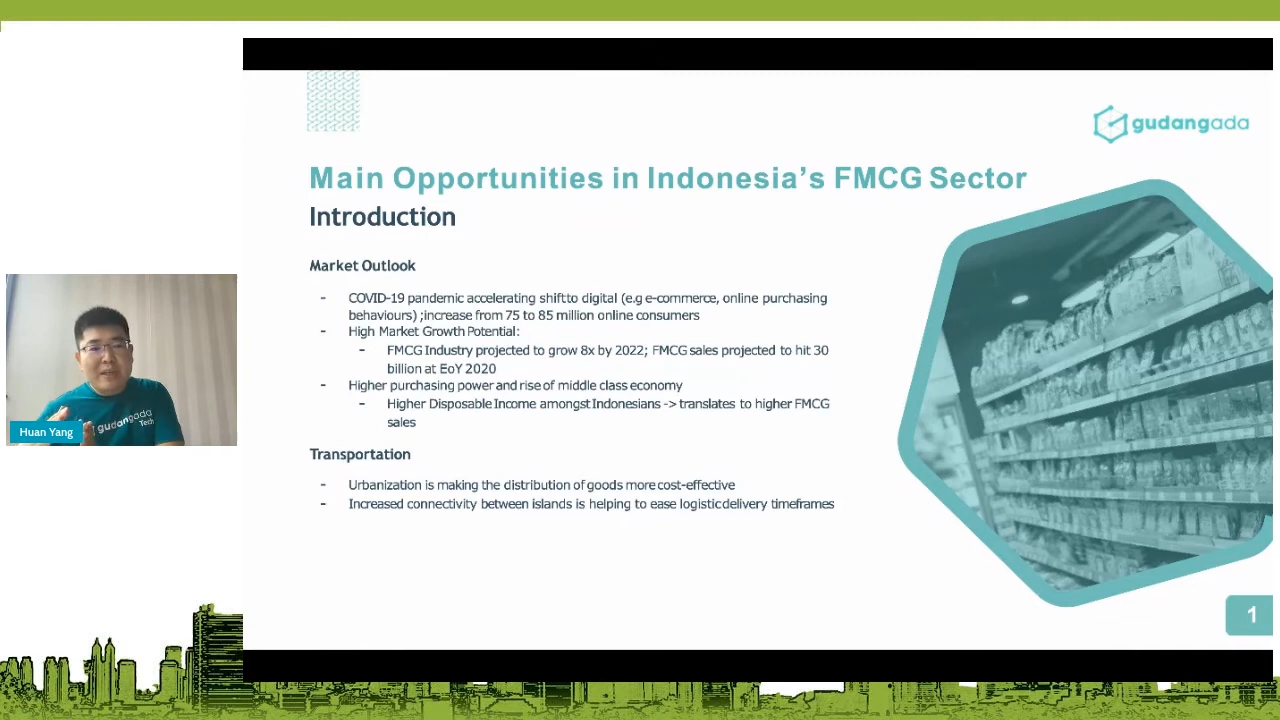 gudangada
Main Opportunities in Indonesia's FMCG Sector
Introduction
Market Outlook
- COVID-19 pandemic accelerating shiftto digital (e.g e-commerce, online purchasing
behaviours) ;increase from 75 to 85 million online consumers
- High Market Growth Potential:
- FMCG Industry projected to grow 8x by 2022; FMCG sales projected to hit 30
billion at EoY 2020
- Higher purchasing power and rise of middle class economy
- Higher Disposable Income amongst Indonesians -> translates to higher FMCG
sales
Transportation
- Urbanization is making the distribution of goods more cost-effective
- Increased connectivity between islands is helping to ease logistic delivery timeframes
1
gudangada
Tech
Huan Yang